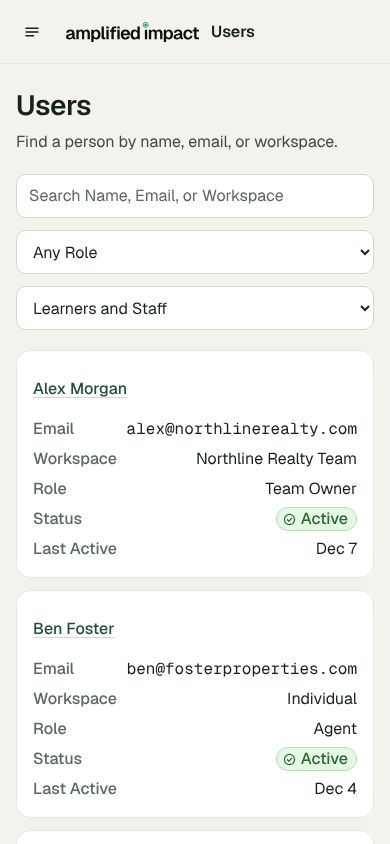 amplified impact Users
Users
Find a person by name, email, or workspace.
Search Name, Email, or Workspace
Any Role
Learners and Staff
Alex Morgan
Email alex@northlinerealty.com
Workspace Northline Realty Team
Role Team Owner
Status Active
Last Active Dec 7
Ben Foster
Email ben@fosterproperties.com
Workspace Individual
Role Agent
Status Active
Last Active Dec 4